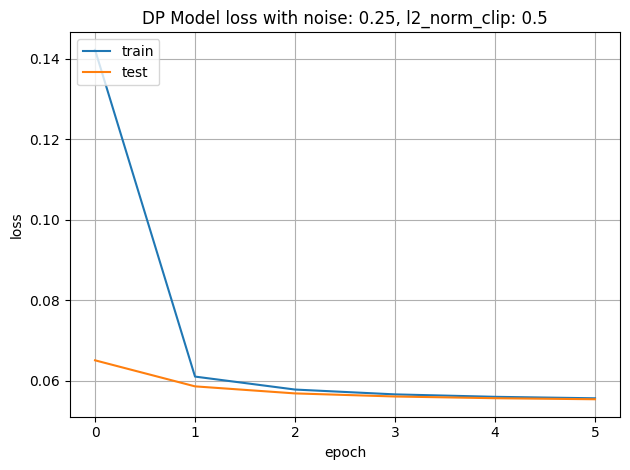 DP Model loss with noise: 0.25, l2_norm_clip: 0.5
train
test
0.14
0.12
0.10
0.08
0.06
loss
0 1 2 3 4 5
epoch